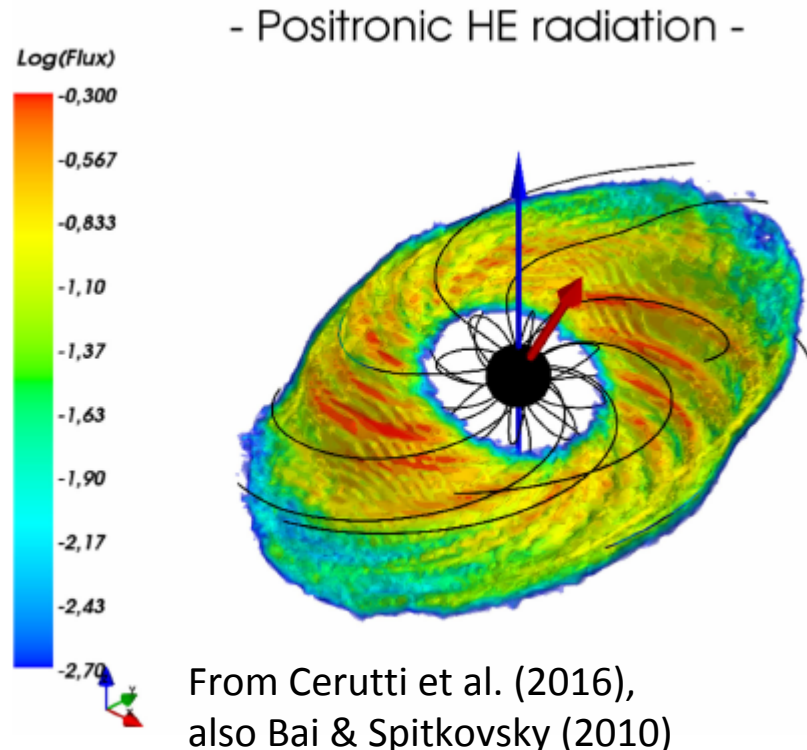 - Positronic HE radiation -
Log(Flux)
-0,300
-0,567
-0,833
-1,10
-1,37
-1,63
-1,90
-2,17
-2,43
-2,70
From Cerutti et al. (2016),
also Bai & Spitkovsky (2010)